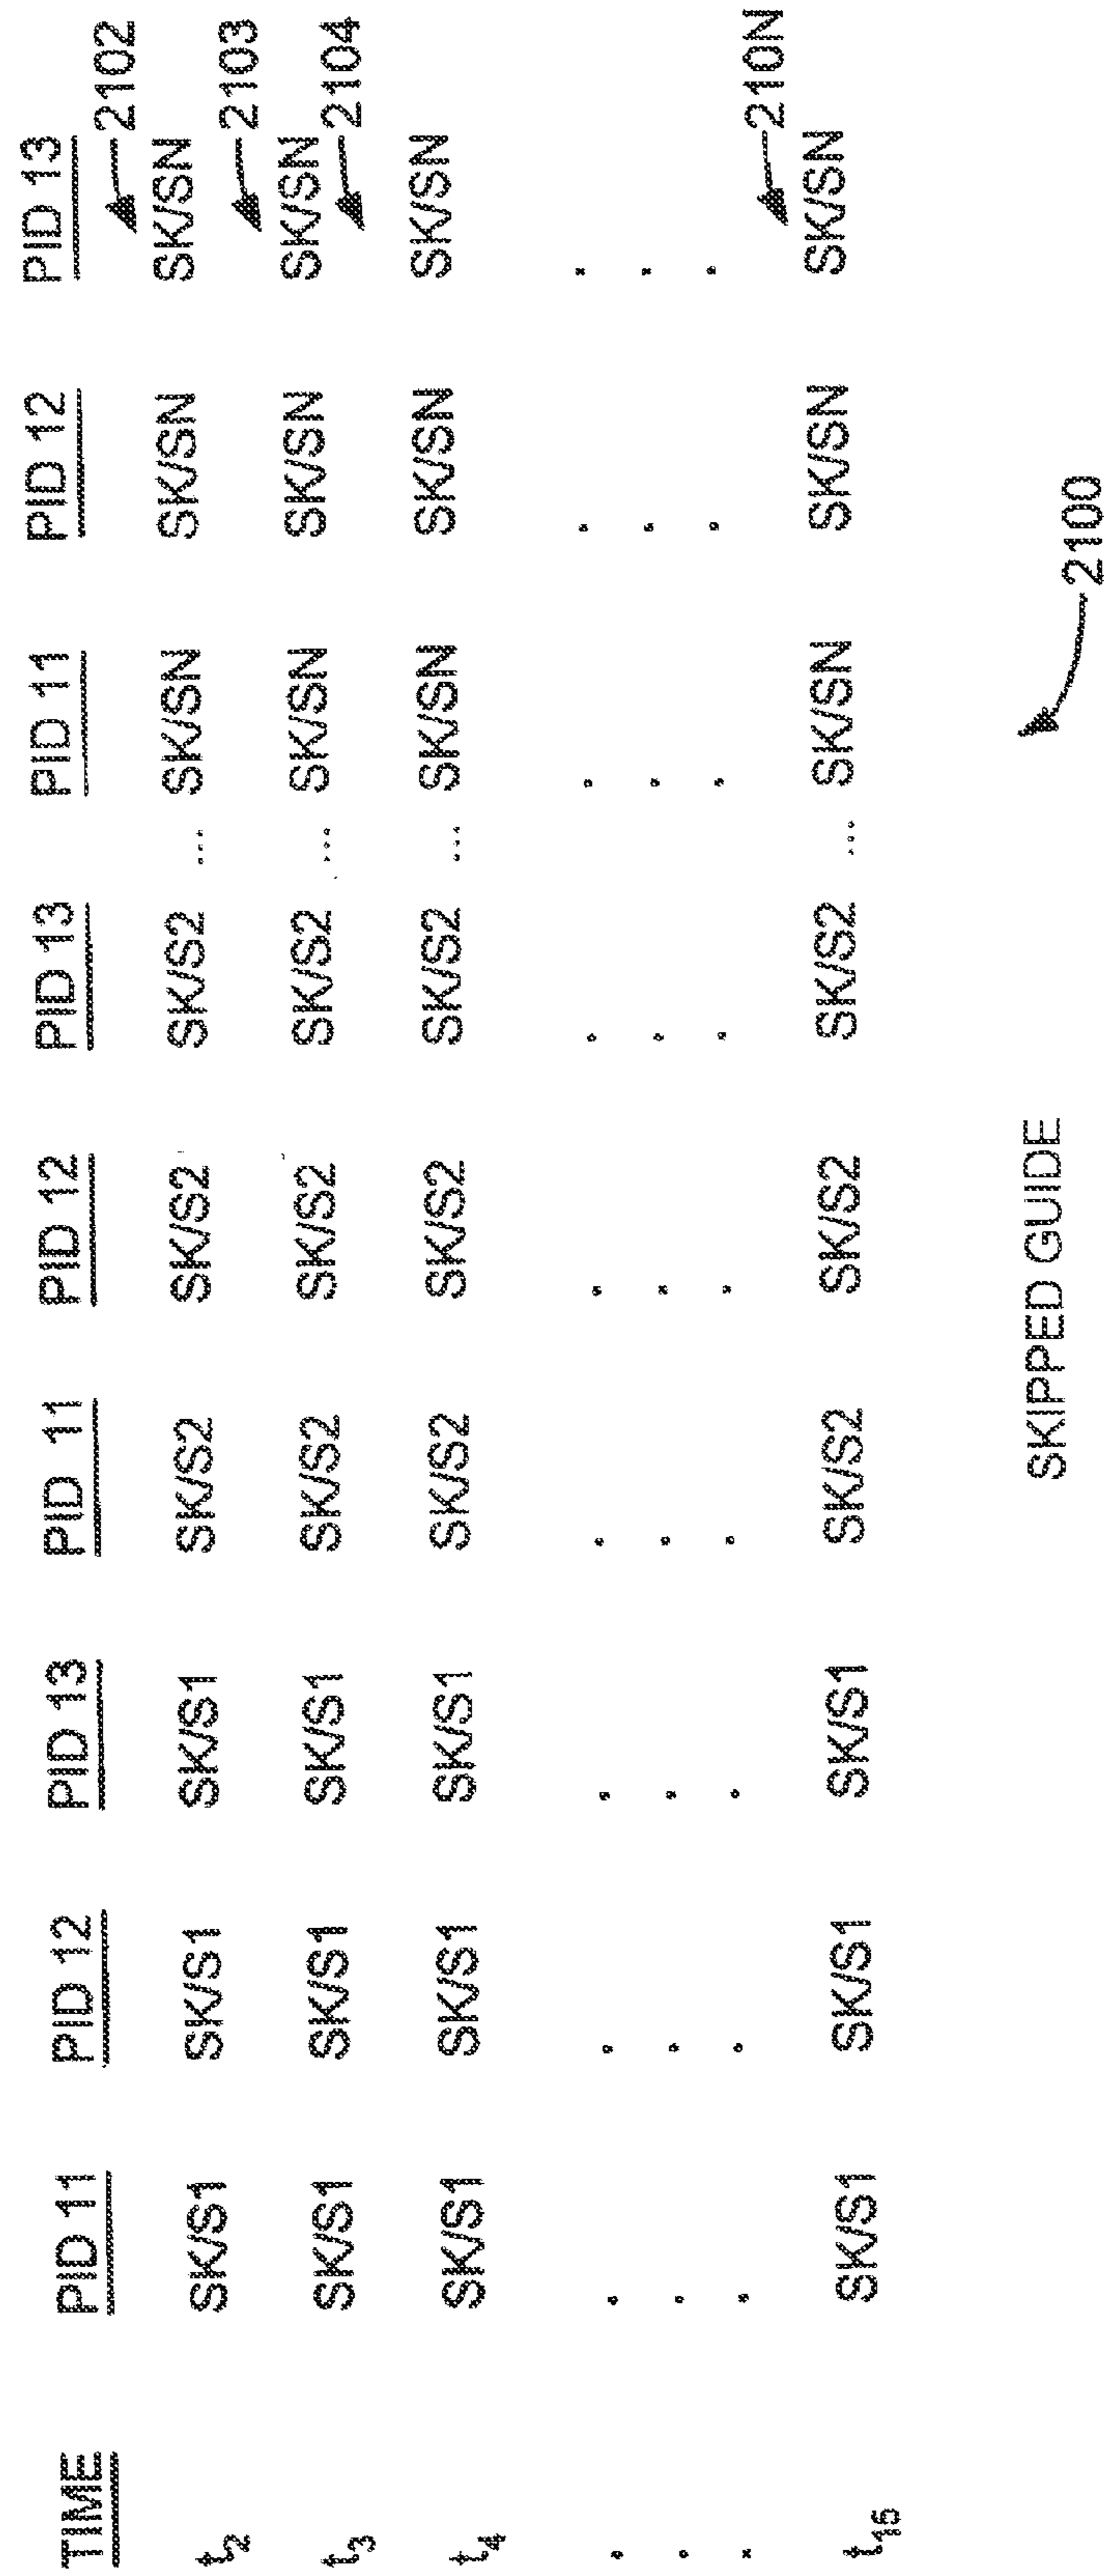 TIME PID 11 PID 12 PID 13 PID 11 PID 12 PID 13 PID 11 PID 12 PID 13
2102
t2 SK/S1 SK/S1 SK/S1 SK/S2 SK/S2 SK/S2 ... SK/SN SK/SN SK/SN
2103
t3 SK/S1 SK/S1 SK/S1 SK/S2 SK/S2 SK/S2 ... SK/SN SK/SN SK/SN
2104
t4 SK/S1 SK/S1 SK/S1 SK/S2 SK/S2 SK/S2 ... SK/SN SK/SN SK/SN
. . . . . . . . . .
. . . . . . . . . .
. . . . . . . . . .
210N
t15 SK/S1 SK/S1 SK/S1 SK/S2 SK/S2 SK/S2 ... SK/SN SK/SN SK/SN
SKIPPED GUIDE
2100